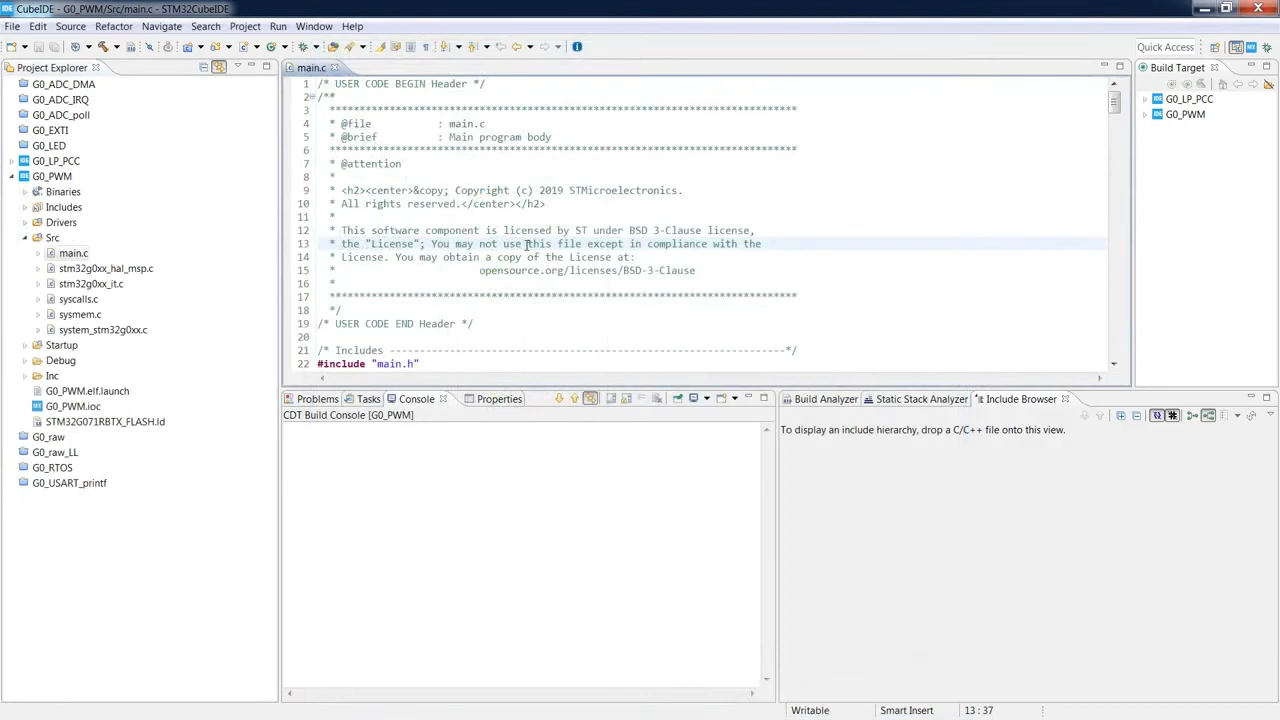 CubeIDE - G0_PWM/Src/main.c - STM32CubeIDE
File Edit Source Refactor Navigate Search Project Run Window Help
Quick Access
Project Explorer
G0_ADC_DMA
G0_ADC_IRQ
G0_ADC_poll
G0_EXTI
G0_LED
G0_LP_PCC
G0_PWM
Binaries
Includes
Drivers
Src
main.c
stm32g0xx_hal_msp.c
stm32g0xx_it.c
syscalls.c
sysmem.c
system_stm32g0xx.c
Startup
Debug
Inc
G0_PWM.elf.launch
G0_PWM.ioc
STM32G071RBTX_FLASH.ld
G0_raw
G0_raw_LL
G0_RTOS
G0_USART_printf
main.c
1 /* USER CODE BEGIN Header */
2 /**
3 ******************************************************************************
4 * @file : main.c
5 * @brief : Main program body
6 ******************************************************************************
7 * @attention
8 *
9 * <h2><center>&copy; Copyright (c) 2019 STMicroelectronics.
10 * All rights reserved.</center></h2>
11 *
12 * This software component is licensed by ST under BSD 3-Clause license,
13 * the "License"; You may not use this file except in compliance with the
14 * License. You may obtain a copy of the License at:
15 * opensource.org/licenses/BSD-3-Clause
16 *
17 ******************************************************************************
18 */
19 /* USER CODE END Header */
20
21 /* Includes ------------------------------------------------------------------*/
22 #include "main.h"
Build Target
G0_LP_PCC
G0_PWM
Problems Tasks Console Properties
CDT Build Console [G0_PWM]
Build Analyzer Static Stack Analyzer Include Browser
To display an include hierarchy, drop a C/C++ file onto this view.
Writable Smart Insert 13 : 37